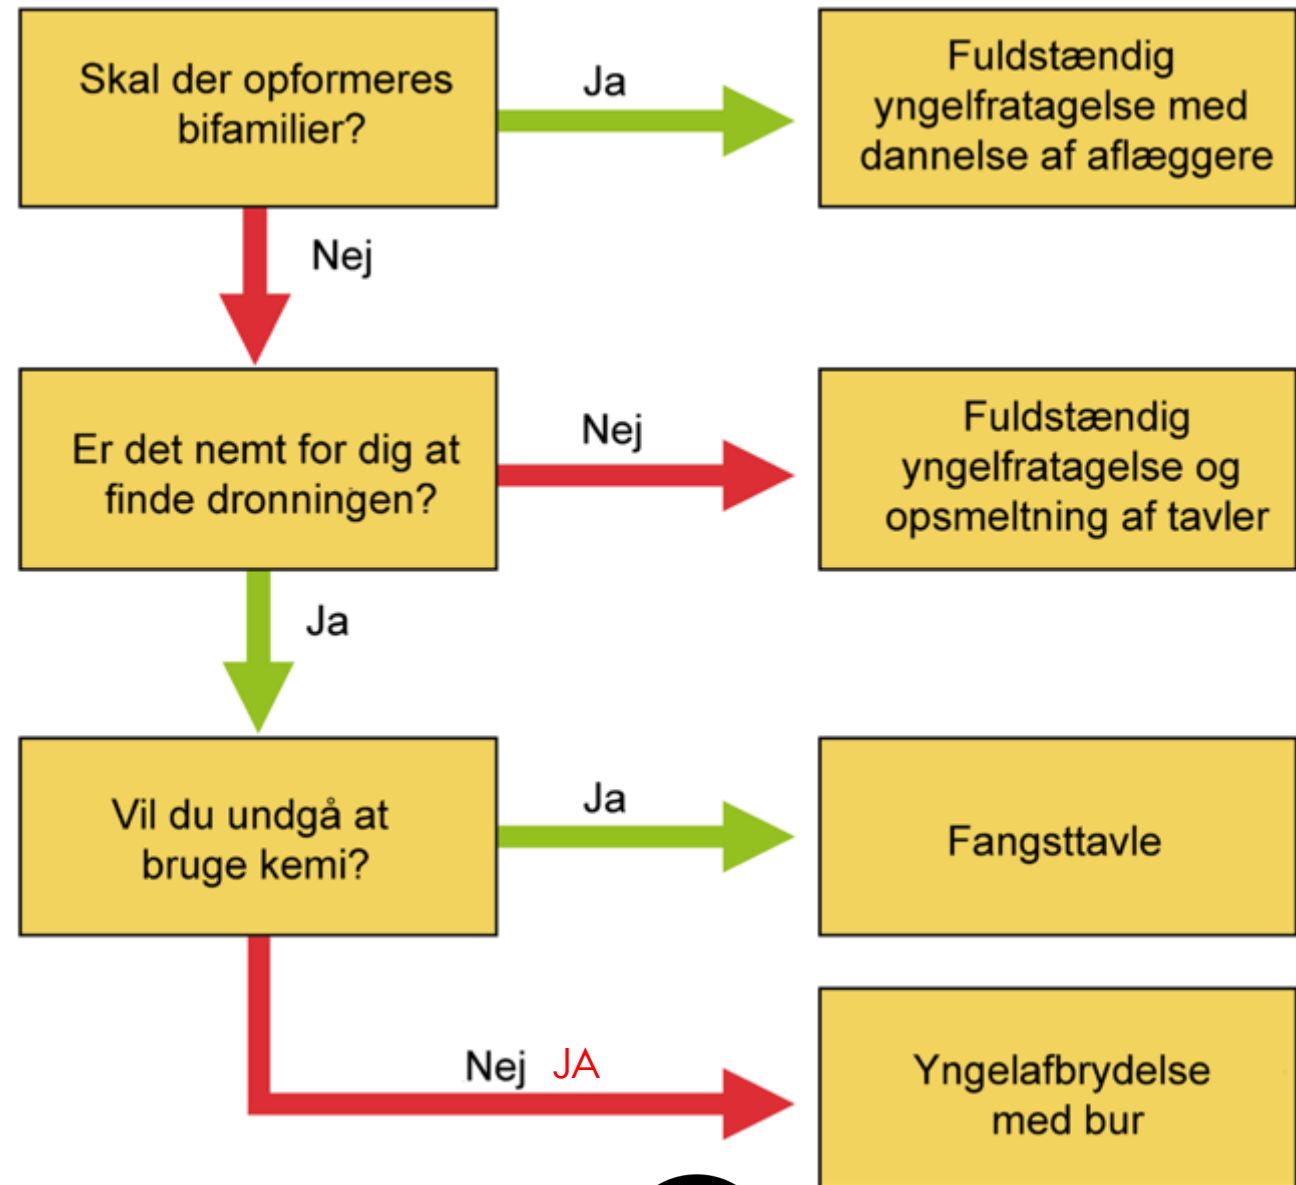 Skal der opformeres
bifamilier?
Ja
Fuldstændig
yngelfratagelse med
dannelse af aflæggere
Nej
Er det nemt for dig at
finde dronningen?
Nej
Fuldstændig
yngelfratagelse og
opsmeltning af tavler
Ja
Vil du undgå at
bruge kemi?
Ja
Fangsttavle
Nej JA
Yngelafbrydelse
med bur